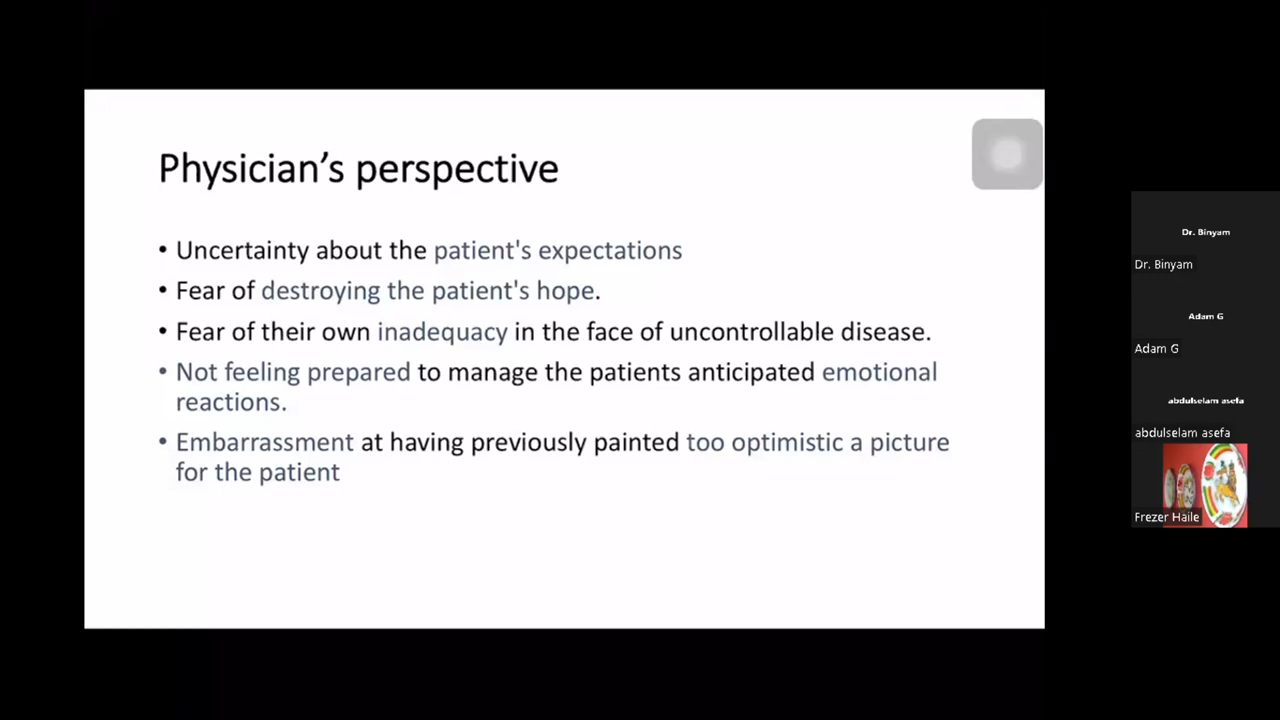 Physician’s perspective
• Uncertainty about the patient's expectations
• Fear of destroying the patient's hope.
• Fear of their own inadequacy in the face of uncontrollable disease.
• Not feeling prepared to manage the patients anticipated emotional
reactions.
• Embarrassment at having previously painted too optimistic a picture
for the patient
Dr. Binyam
Dr. Binyam
Adam G
Adam G
abdulselam asefa
abdulselam asefa
Frezer Haile